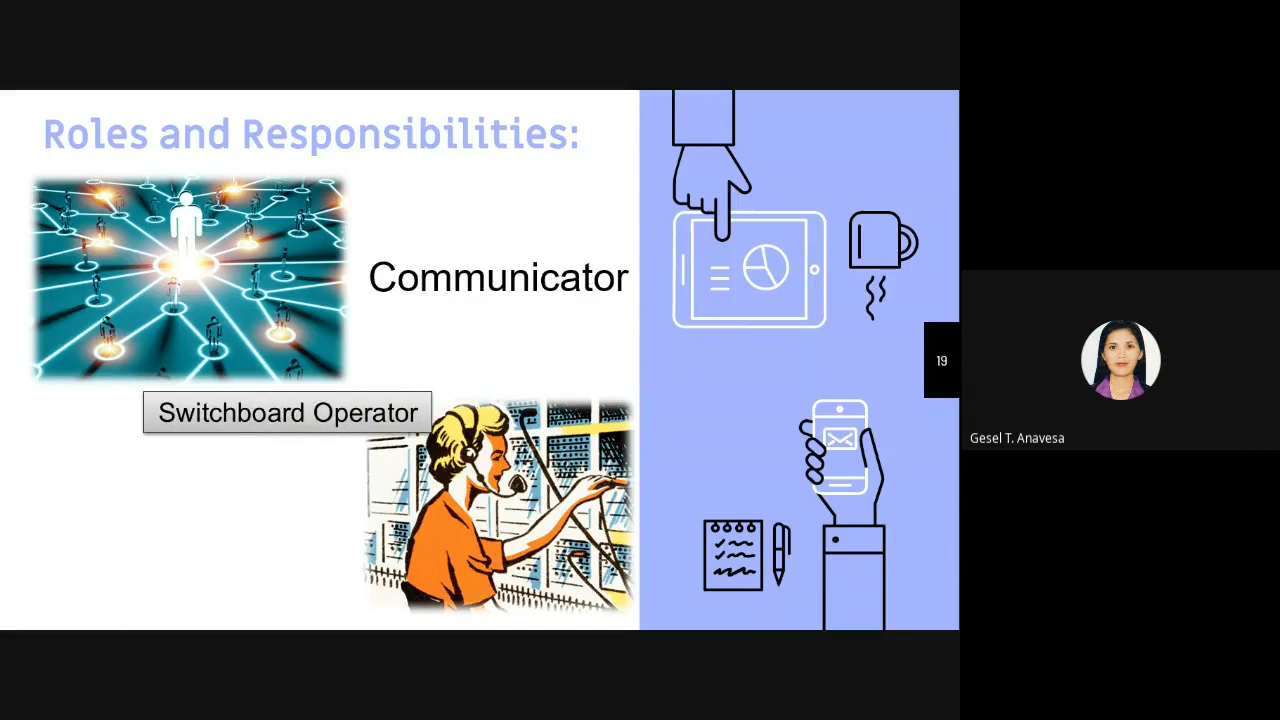 Roles and Responsibilities:
Communicator
Switchboard Operator
19
Gesel T. Anavesa